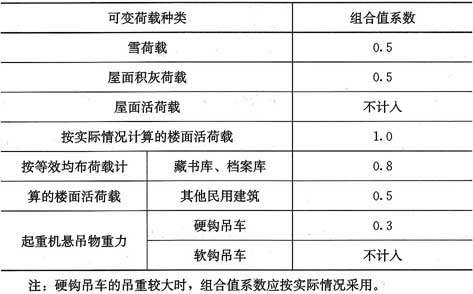 可变荷载种类 组合值系数
雪荷载 0.5
屋面积灰荷载 0.5
屋面活荷载 不计入
按实际情况计算的楼面活荷载 1.0
按等效均布荷载计 藏书库、档案库 0.8
算的楼面活荷载 其他民用建筑 0.5
起重机悬吊物重力 硬钩吊车 0.3
软钩吊车 不计入
注：硬钩吊车的吊重较大时，组合值系数应按实际情况采用。